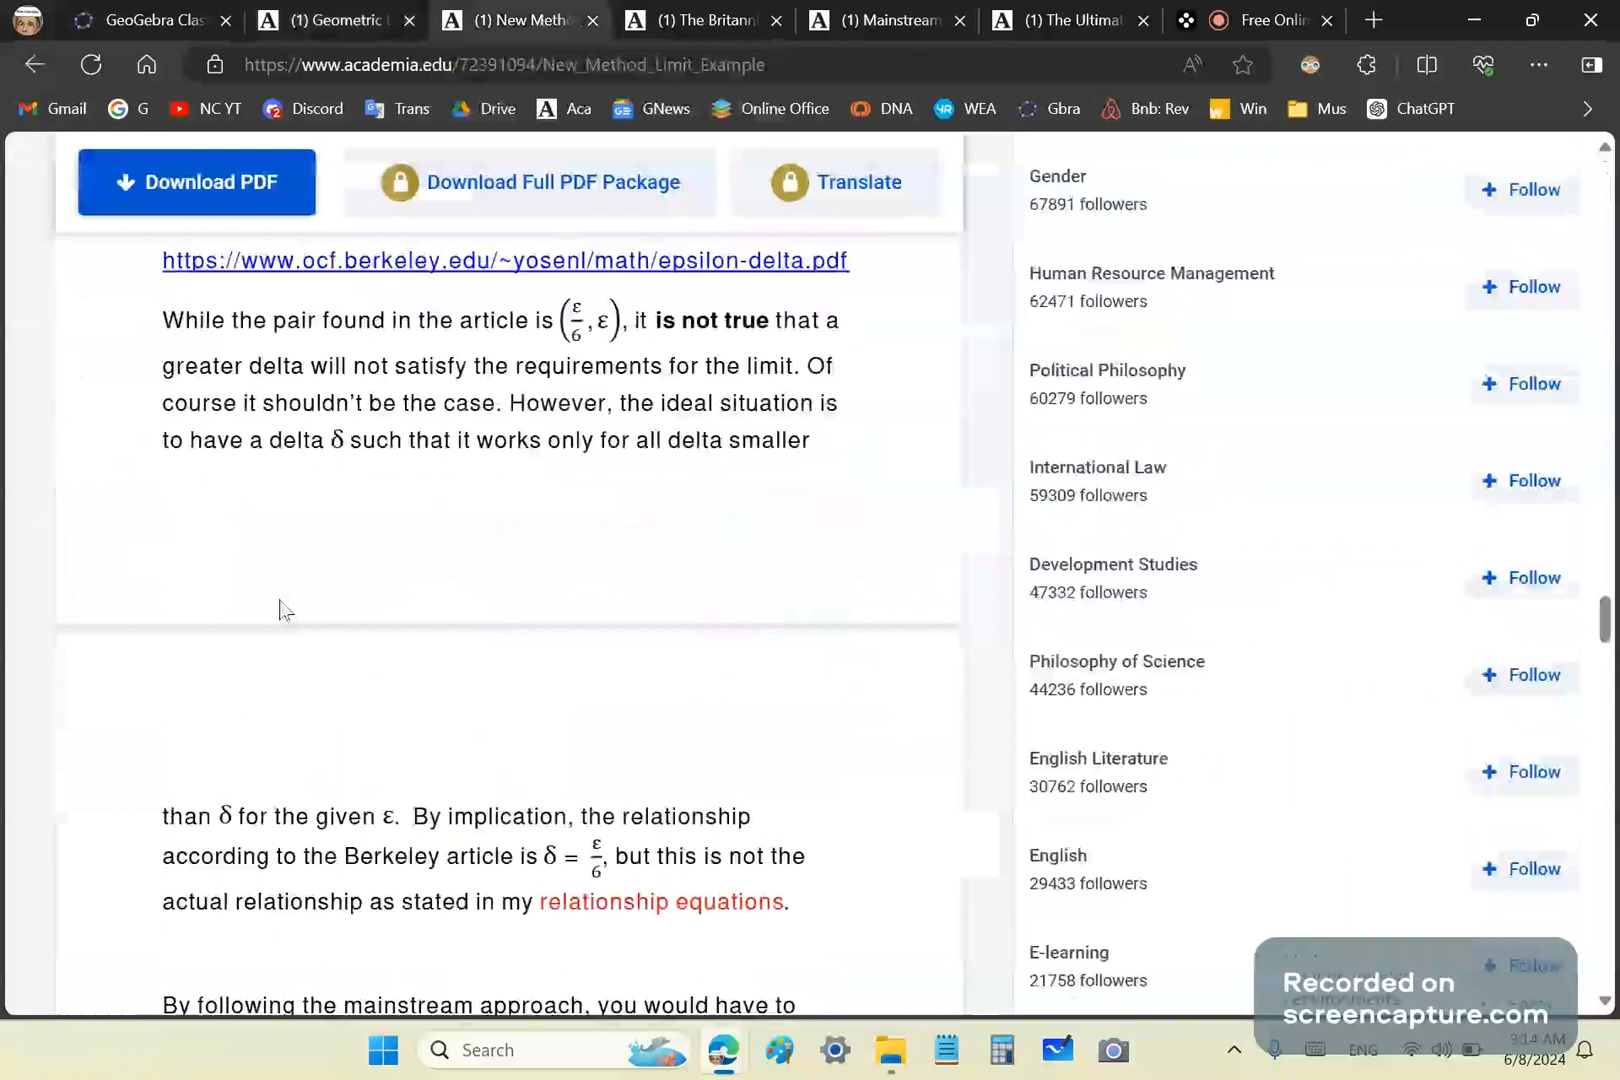 GeoGebra Clas
(1) Geometric
(1) New Meth
(1) The Britann
(1) Mainstream
(1) The Ultima
Free Onlin
https://www.academia.edu/72391094/New_Method_Limit_Example
Gmail
G
NC YT
Discord
Trans
Drive
Aca
GNews
Online Office
DNA
WEA
Gbra
Bnb: Rev
Win
Mus
ChatGPT
Download PDF
Download Full PDF Package
Translate
https://www.ocf.berkeley.edu/~yosenl/math/epsilon-delta.pdf
While the pair found in the article is (ε/6, ε), it is not true that a
greater delta will not satisfy the requirements for the limit. Of
course it shouldn’t be the case. However, the ideal situation is
to have a delta δ such that it works only for all delta smaller
than δ for the given ε. By implication, the relationship
according to the Berkeley article is δ = ε/6, but this is not the
actual relationship as stated in my relationship equations.
By following the mainstream approach, you would have to
Gender
67891 followers
+ Follow
Human Resource Management
62471 followers
+ Follow
Political Philosophy
60279 followers
+ Follow
International Law
59309 followers
+ Follow
Development Studies
47332 followers
+ Follow
Philosophy of Science
44236 followers
+ Follow
English Literature
30762 followers
+ Follow
English
29433 followers
+ Follow
E-learning
21758 followers
+ Follow
Recorded on
screencapture.com
Search
ENG
9:14 AM
6/8/2024